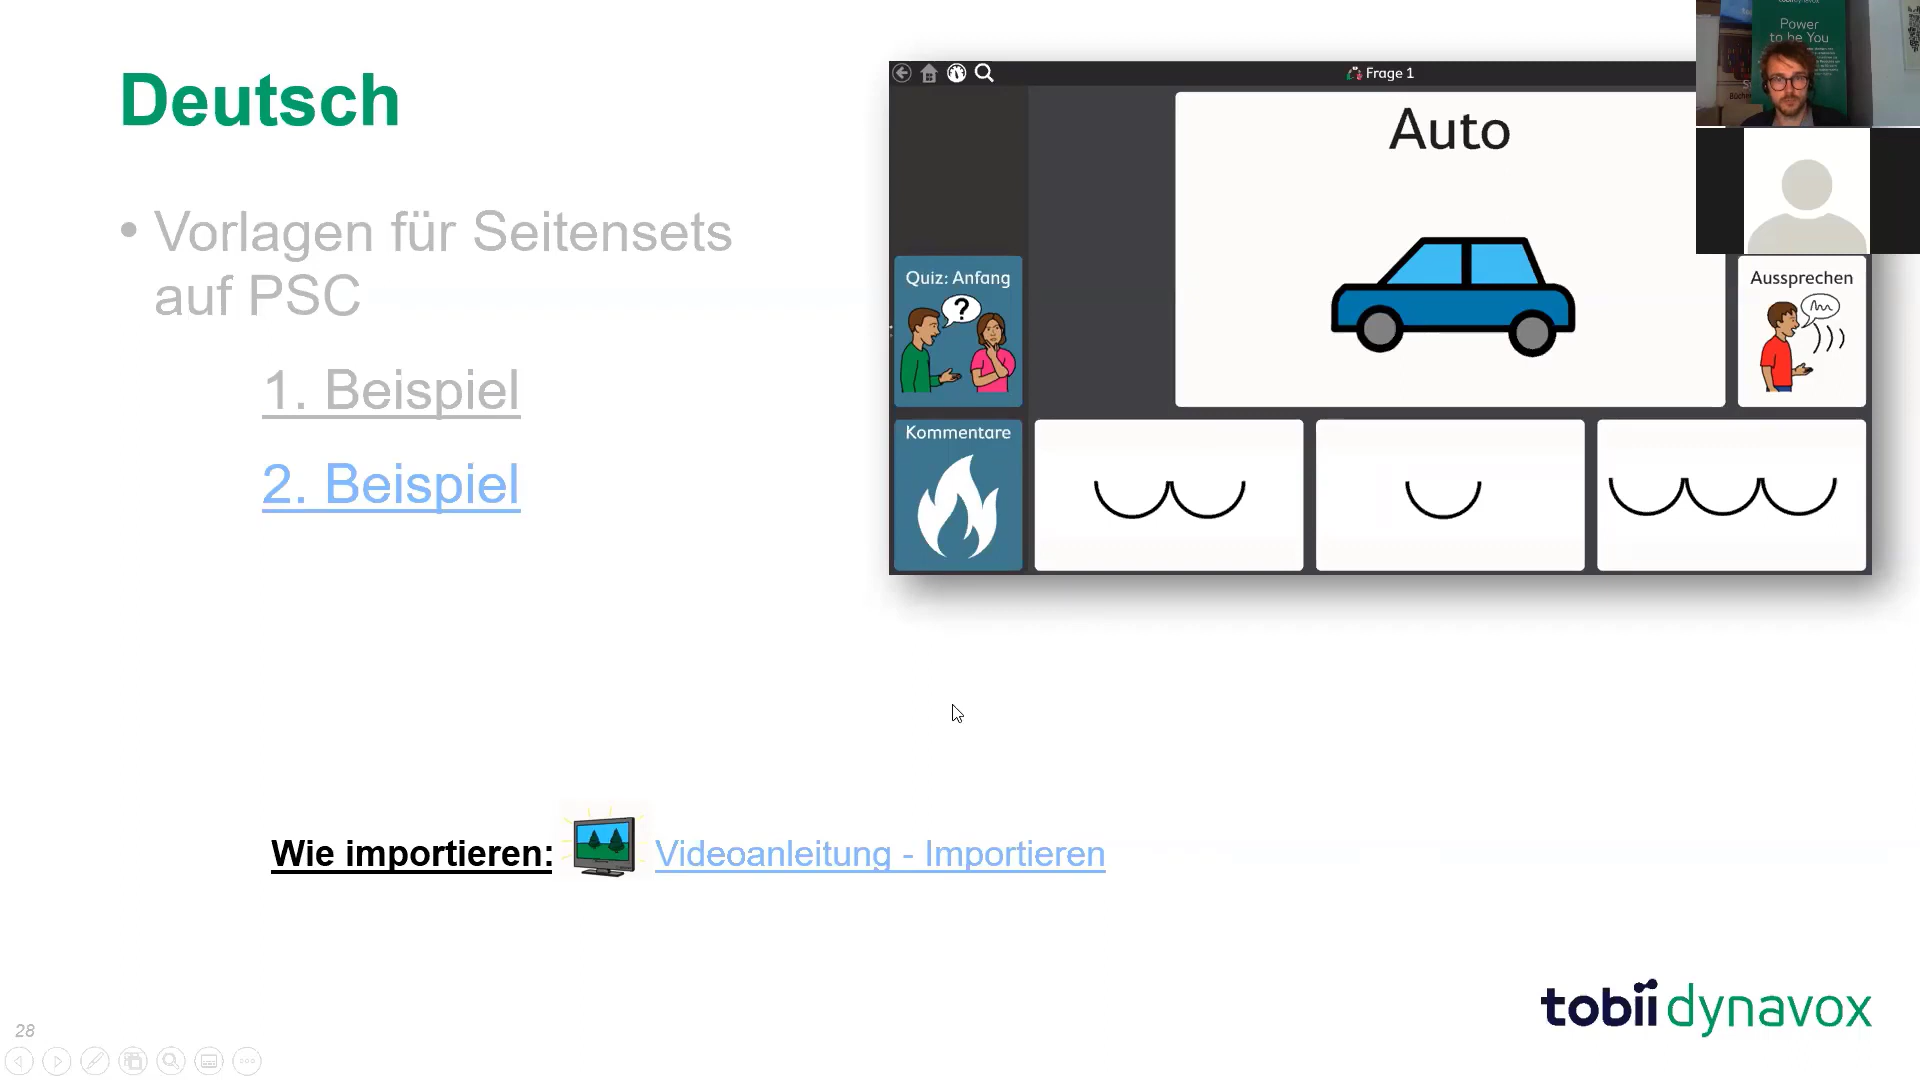 Deutsch
• Vorlagen für Seitensets
auf PSC
1. Beispiel
2. Beispiel
Frage 1
Auto
Quiz: Anfang
?
Aussprechen
Kommentare
Power
to be You
Wie importieren: Videoanleitung - Importieren
tobii dynavox
28